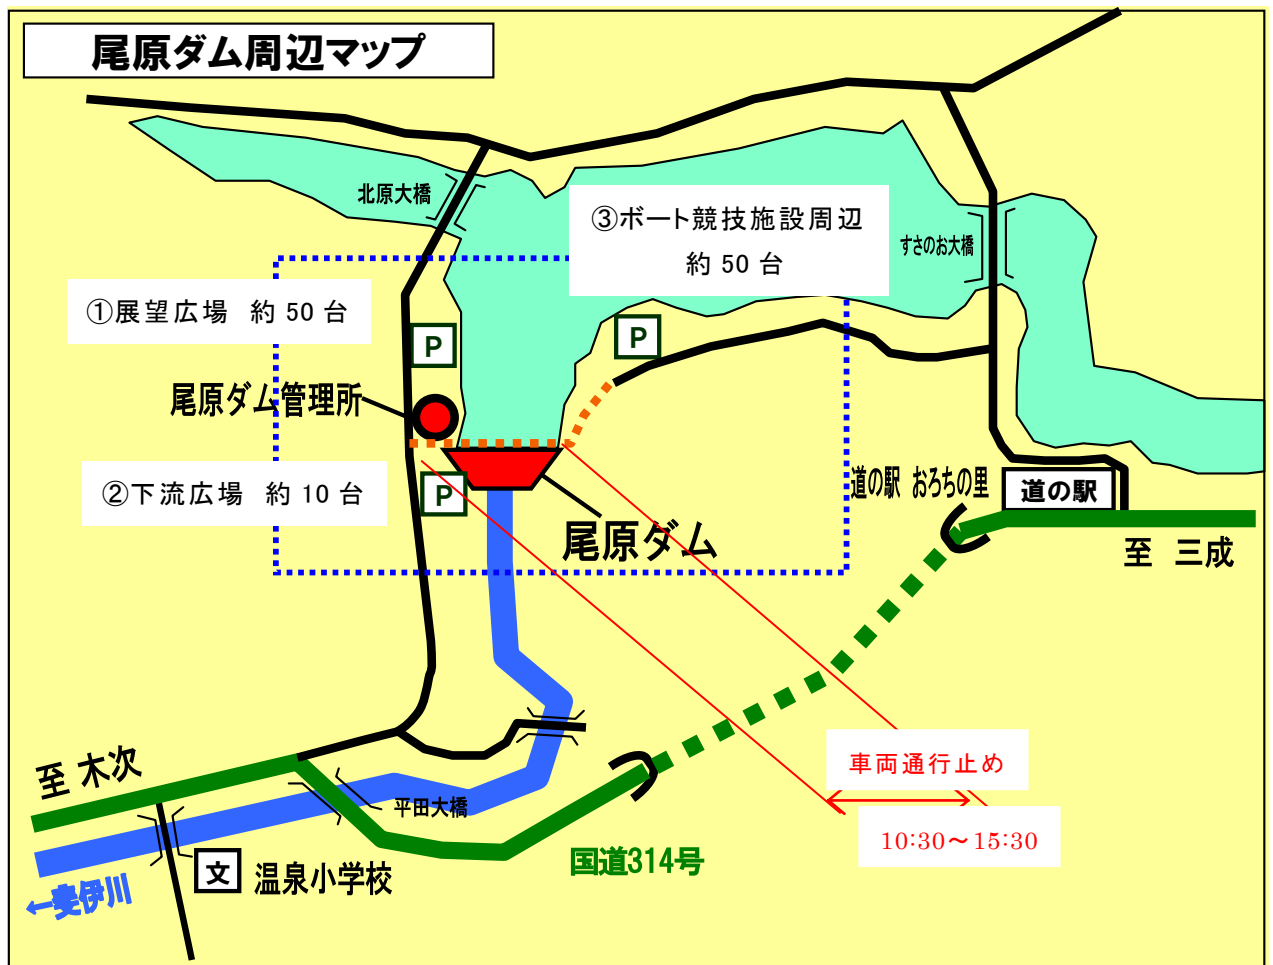 尾原ダム周辺マップ
北原大橋
③ボート競技施設周辺
約 50 台
すさのお大橋
①展望広場 約 50 台
P
P
尾原ダム管理所
②下流広場 約 10 台
P
道の駅 おろちの里
道の駅
尾原ダム
至 三成
至 木次
車両通行止め
平田大橋
10:30～15:30
国道314号
文
温泉小学校
←斐伊川